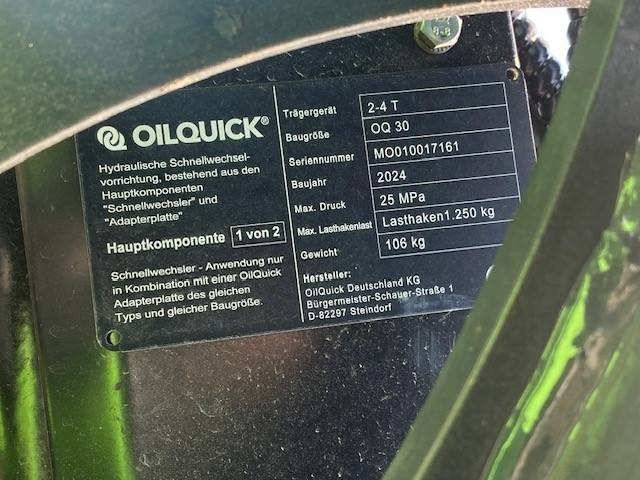 8.8
OILQUICK®
Hydraulische Schnellwechsel-
vorrichtung, bestehend aus den
Hauptkomponenten
"Schnellwechsler" und
"Adapterplatte"
Hauptkomponente 1 von 2
Schnellwechsler - Anwendung nur
in Kombination mit einer OilQuick
Adapterplatte des gleichen
Typs und gleicher Baugröße.
Trägergerät 2-4 T
Baugröße OQ 30
Seriennummer MO010017161
Baujahr 2024
Max. Druck 25 MPa
Max. Lasthakenlast Lasthaken1.250 kg
Gewicht 106 kg
Hersteller:
OilQuick Deutschland KG
Bürgermeister-Schauer-Straße 1
D-82297 Steindorf